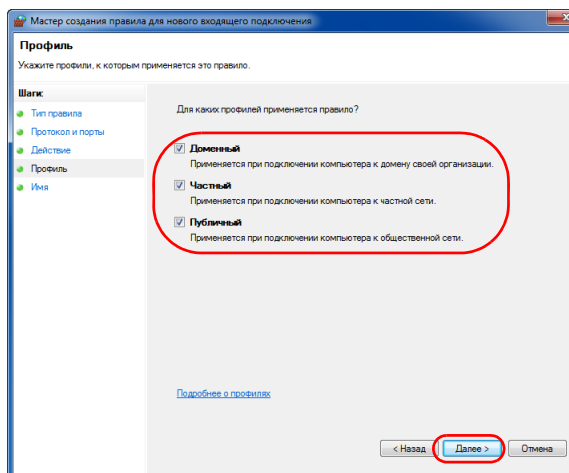 Мастер создания правила для нового входящего подключения
Профиль
Укажите профили, к которым применяется это правило.
Шаги:
Тип правила
Протокол и порты
Действие
Профиль
Имя
Для каких профилей применяется правило?
Доменный
Применяется при подключении компьютера к домену своей организации.
Частный
Применяется при подключении компьютера к частной сети.
Публичный
Применяется при подключении компьютера к общественной сети.
Подробнее о профилях
< Назад Далее > Отмена